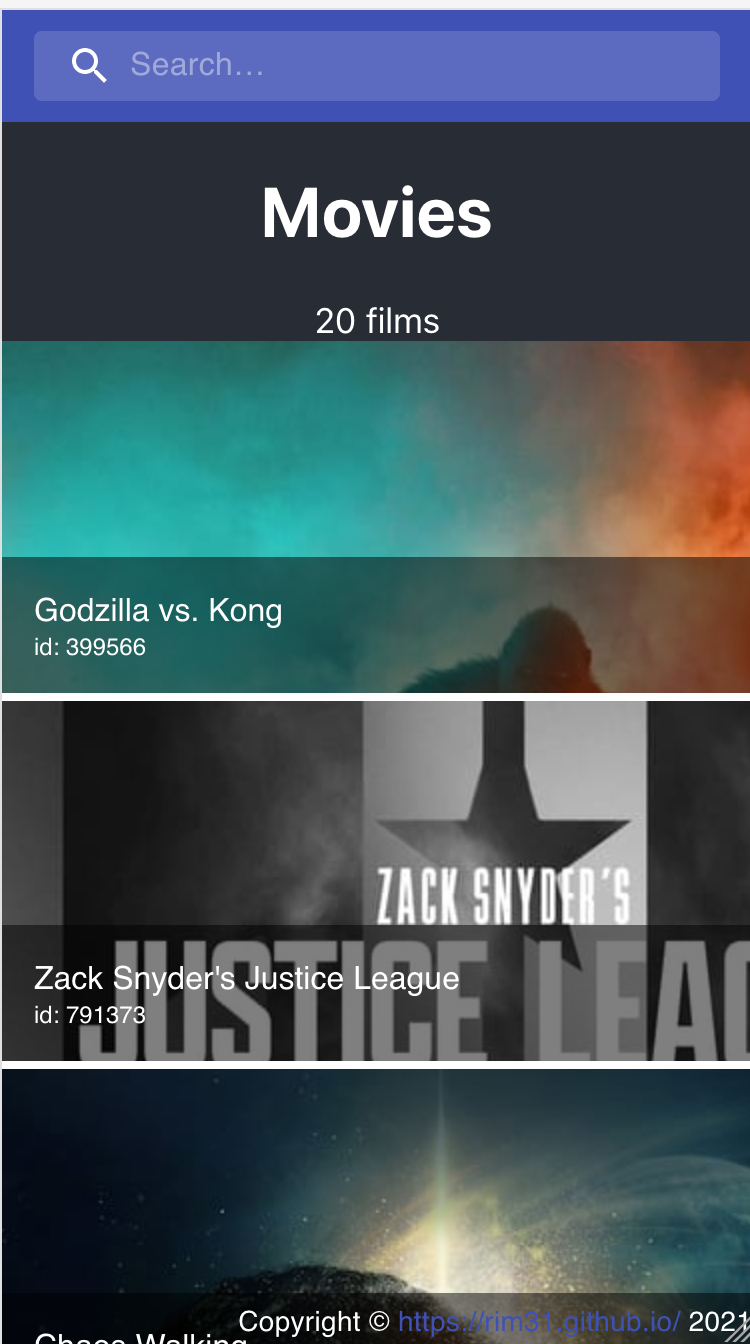 Search…
Movies
20 films
Godzilla vs. Kong
id: 399566
ZACK SNYDER'S
JUSTICE LEAG
Zack Snyder's Justice League
id: 791373
Chaos Walking
Copyright © https://rim31.github.io/ 2021